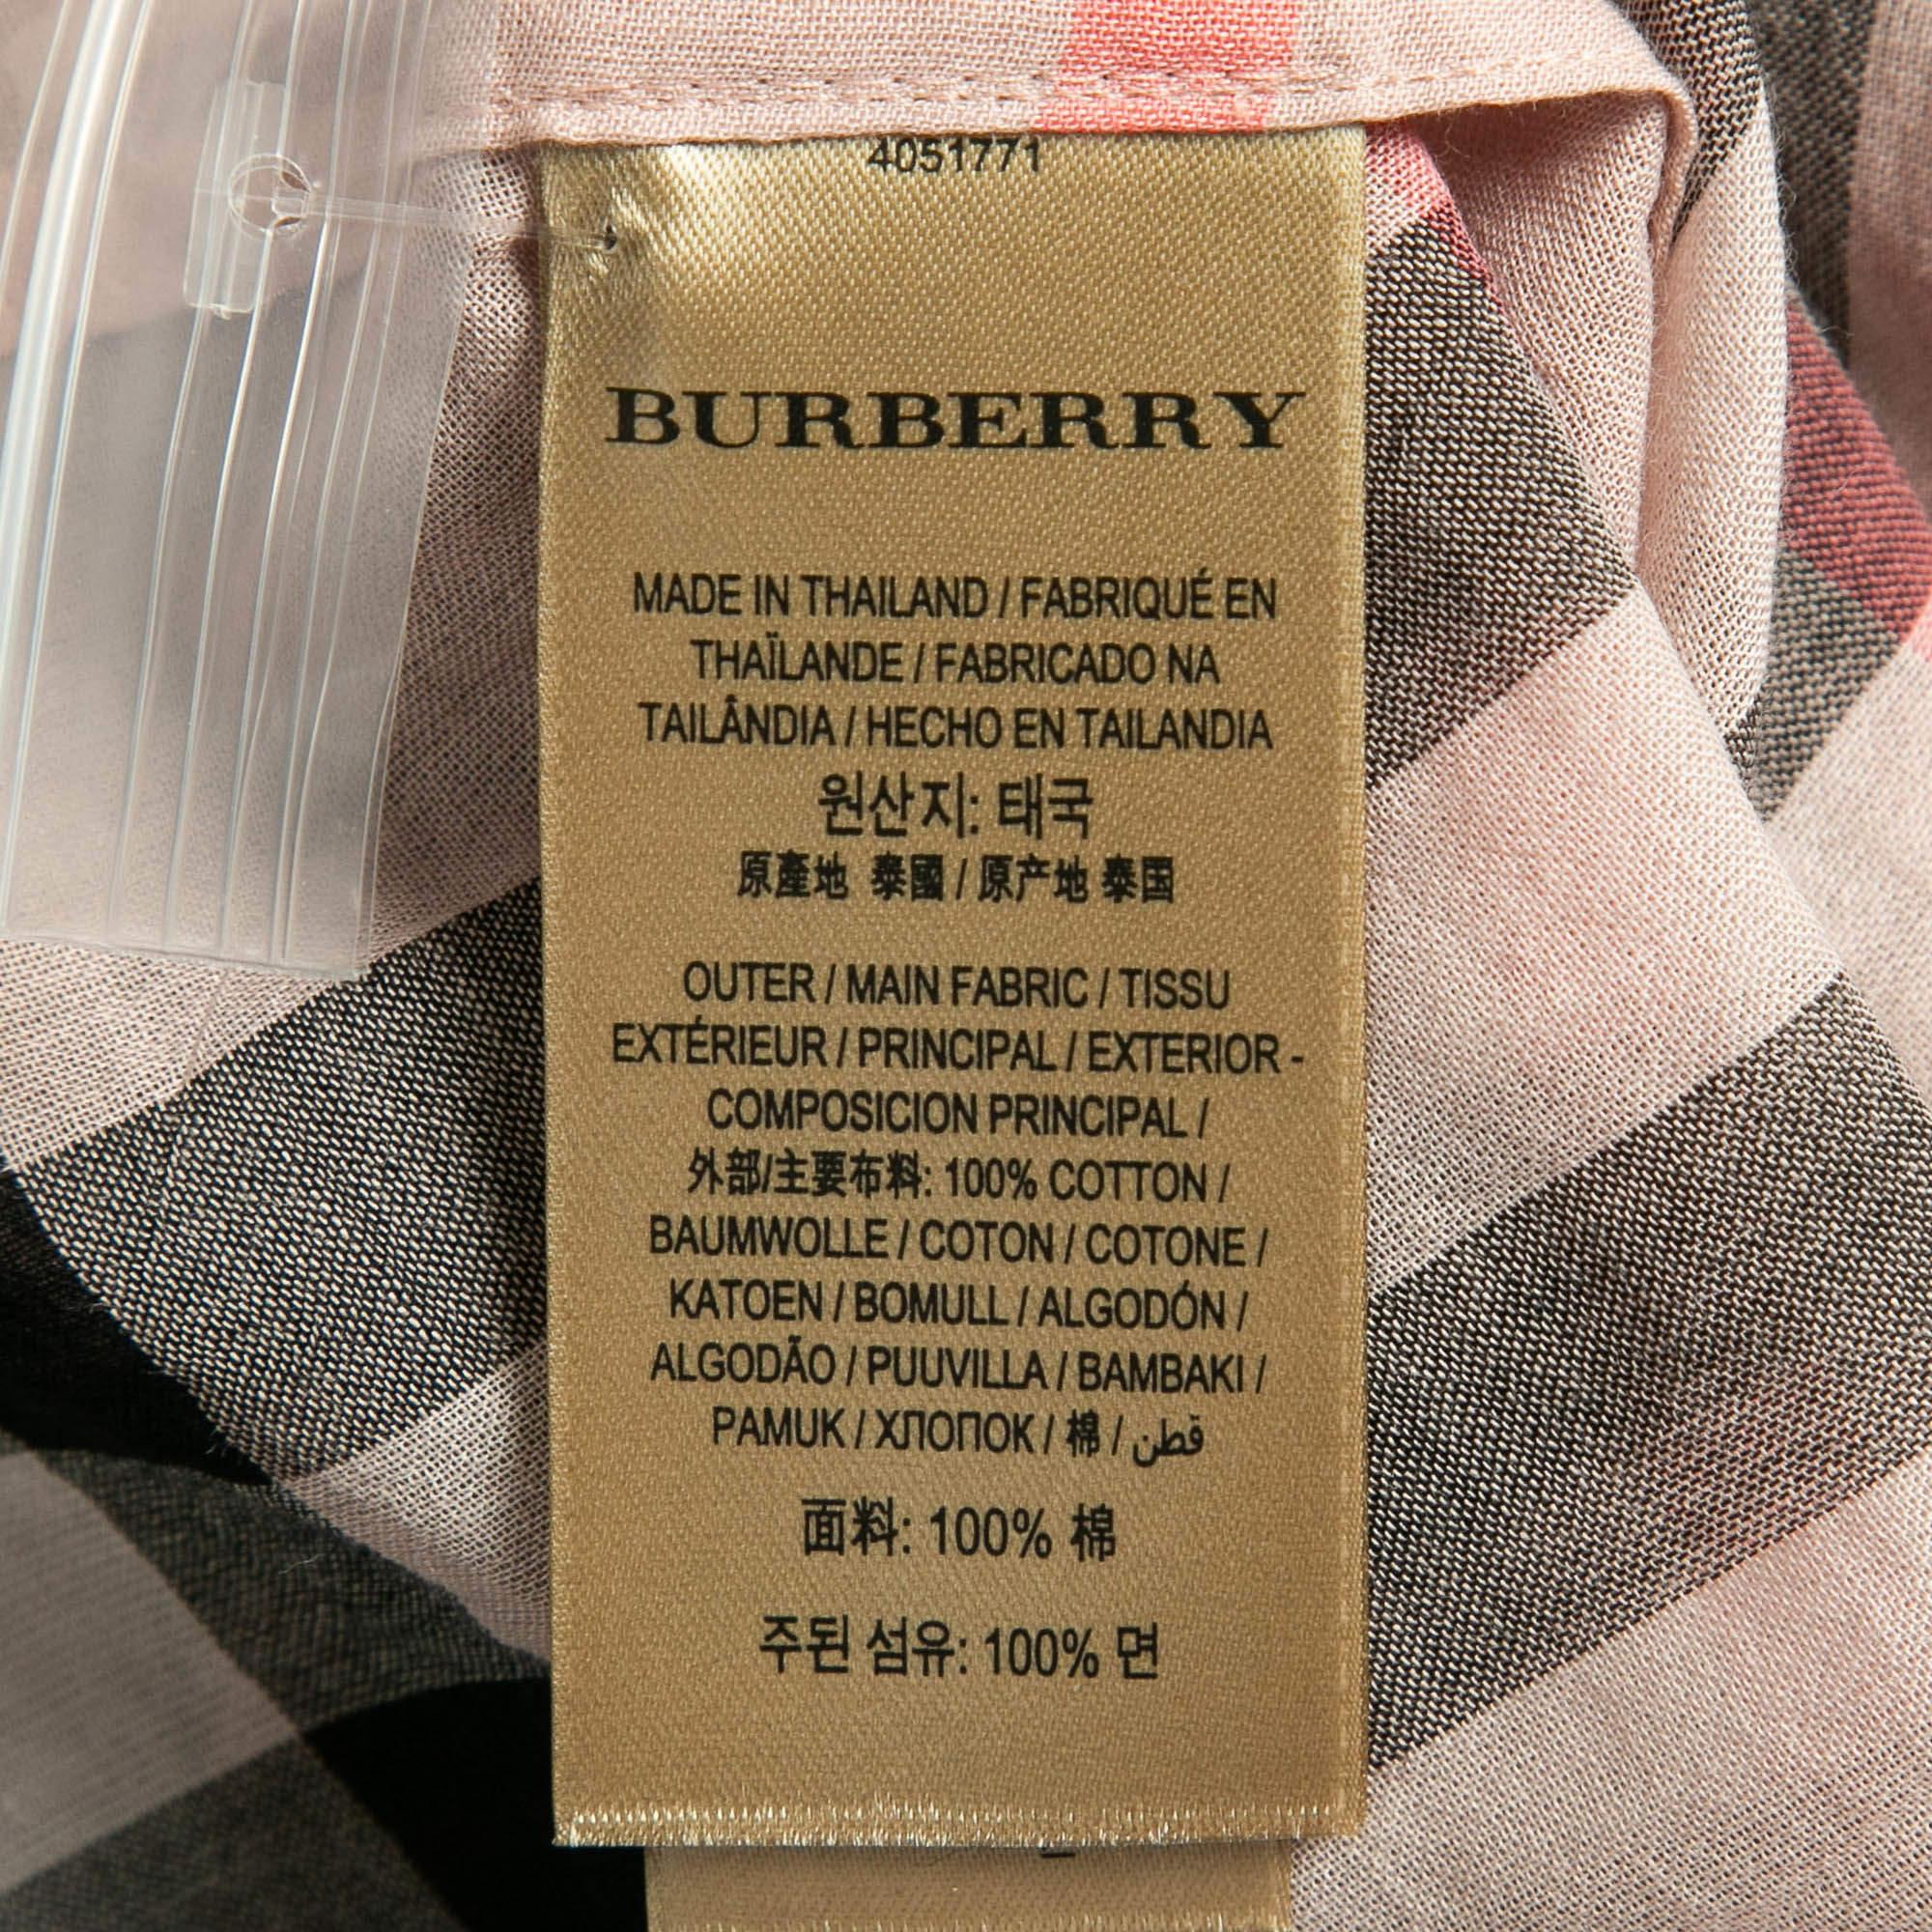 4051771
BURBERRY
MADE IN THAILAND / FABRIQUÉ EN
THAÏLANDE / FABRICADO NA
TAILÂNDIA / HECHO EN TAILANDIA
원산지: 태국
原產地 泰國 / 原产地 泰国
OUTER / MAIN FABRIC / TISSU
EXTÉRIEUR / PRINCIPAL / EXTERIOR -
COMPOSICION PRINCIPAL /
外部/主要布料: 100% COTTON /
BAUMWOLLE / COTON / COTONE /
KATOEN / BOMULL / ALGODÓN /
ALGODÃO / PUUVILLA / BAMBAKI /
PAMUK / ХЛОПОК / 棉 / قطن
面料: 100% 棉
주된 섬유: 100% 면